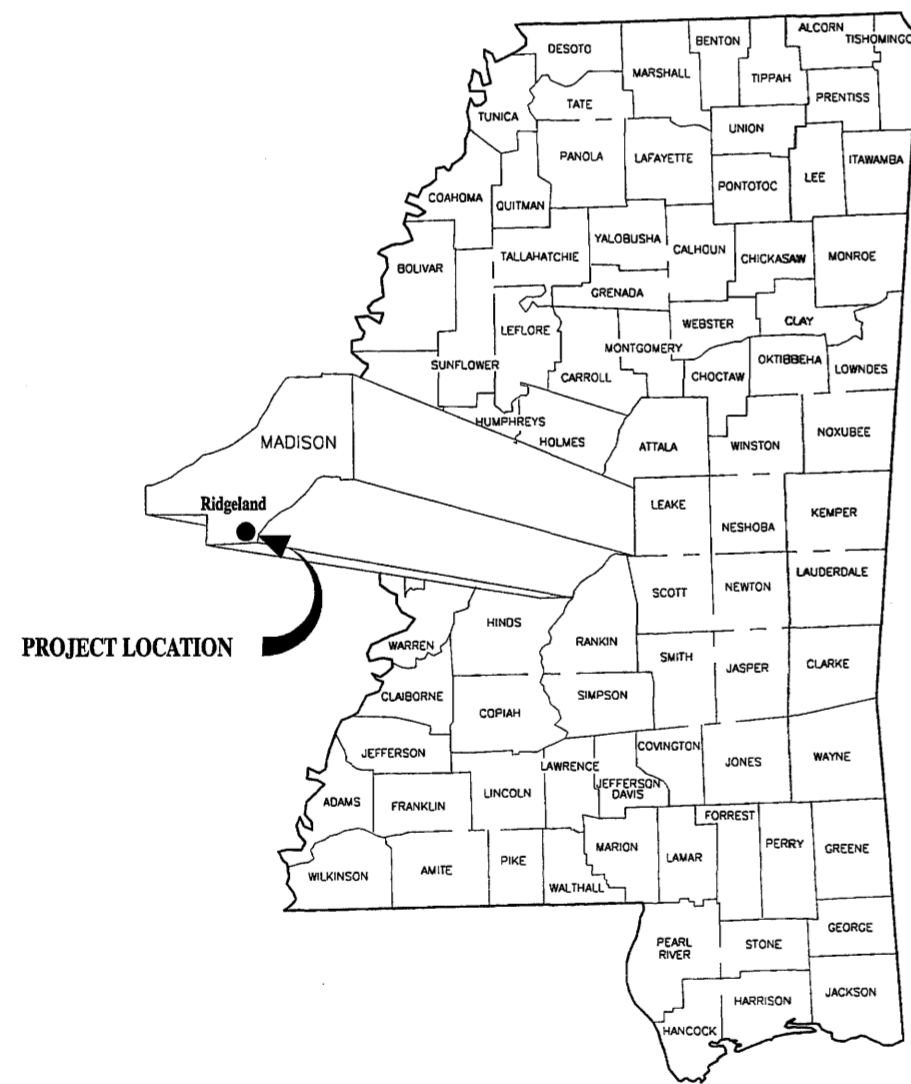 ALCORN
TISHOMINGO
BENTON
DESOTO
MARSHALL
TIPPAH
PRENTISS
TATE
TUNICA
UNION
PANOLA
LAFAYETTE
ITAWAMBA
LEE
PONTOTOC
COAHOMA
QUITMAN
YALOBUSHA
CALHOUN
TALLAHATCHIE
CHICKASAW
MONROE
BOLIVAR
GRENADA
WEBSTER
CLAY
LEFLORE
MONTGOMERY
OKTIBBEHA
LOWNDES
SUNFLOWER
CARROLL
CHOCTAW
HUMPHREYS
HOLMES
ATTALA
WINSTON
NOXUBEE
MADISON
Ridgeland
LEAKE
NESHOBA
KEMPER
SCOTT
NEWTON
LAUDERDALE
HINDS
RANKIN
WARREN
PROJECT LOCATION
SMITH
JASPER
CLARKE
CLAIBORNE
SIMPSON
COPIAH
JEFFERSON
COVINGTON
LAWRENCE
JONES
WAYNE
JEFFERSON
DAVIS
LINCOLN
ADAMS
FRANKLIN
FORREST
MARION
LAMAR
PERRY
GREENE
WILKINSON
AMITE
PIKE
WALTHALL
GEORGE
PEARL
RIVER
STONE
JACKSON
HARRISON
HANCOCK